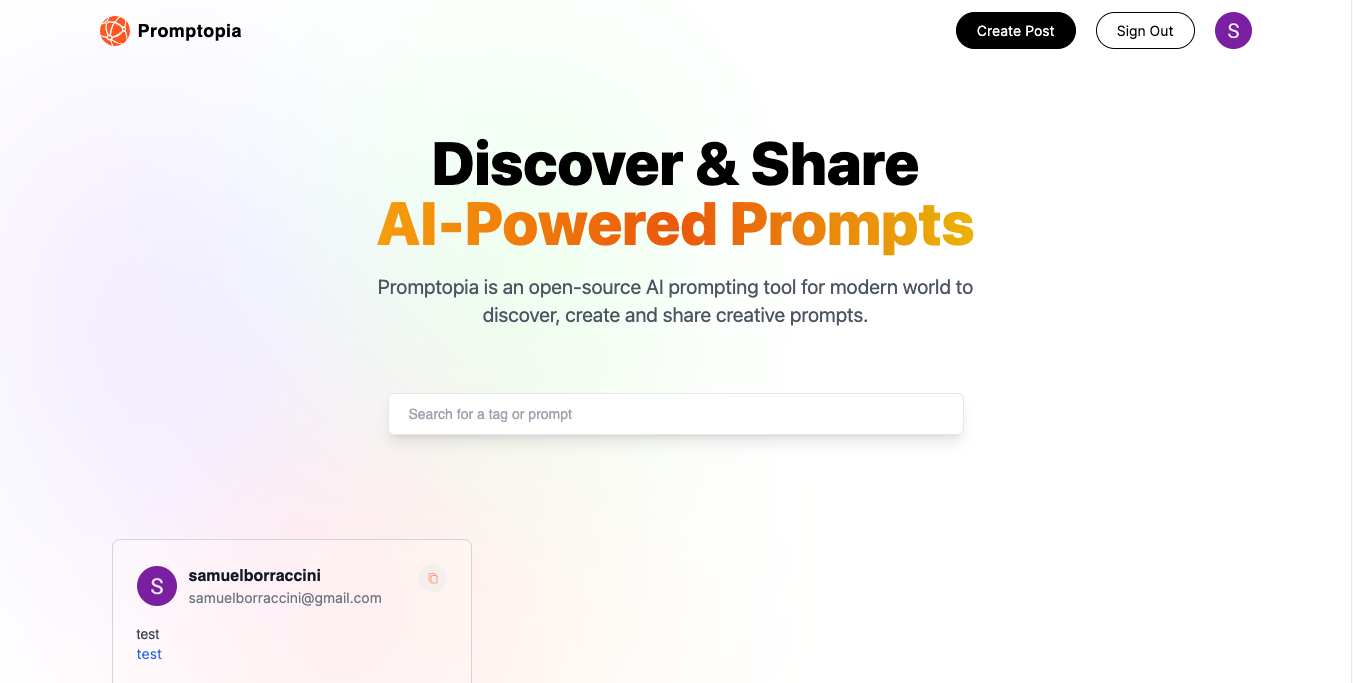 Promptopia
Create Post
Sign Out
S
Discover & Share
AI-Powered Prompts
Promptopia is an open-source AI prompting tool for modern world to
discover, create and share creative prompts.
Search for a tag or prompt
S
samuelborraccini
samuelborraccini@gmail.com
test
test